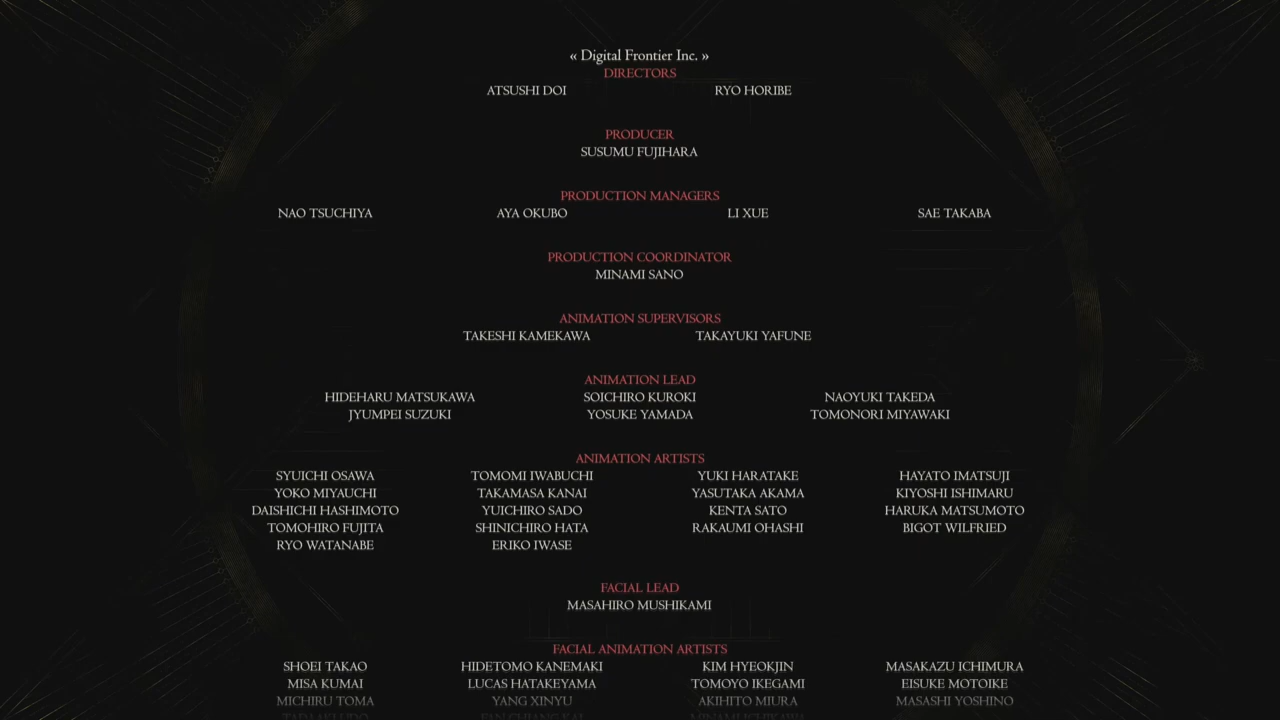 « Digital Frontier Inc. »
DIRECTORS
ATSUSHI DOI RYO HORIBE
PRODUCER
SUSUMU FUJIHARA
PRODUCTION MANAGERS
NAO TSUCHIYA AYA OKUBO LI XUE SAE TAKABA
PRODUCTION COORDINATOR
MINAMI SANO
ANIMATION SUPERVISORS
TAKESHI KAMEKAWA TAKAYUKI YAFUNE
ANIMATION LEAD
HIDEHARU MATSUKAWA SOICHIRO KUROKI NAOYUKI TAKEDA
JYUMPEI SUZUKI YOSUKE YAMADA TOMONORI MIYAWAKI
ANIMATION ARTISTS
SYUICHI OSAWA TOMOMI IWABUCHI YUKI HARATAKE HAYATO IMATSUJI
YOKO MIYAUCHI TAKAMASA KANAI YASUTAKA AKAMA KIYOSHI ISHIMARU
DAISHICHI HASHIMOTO YUICHIRO SADO KENTA SATO HARUKA MATSUMOTO
TOMOHIRO FUJITA SHINICHIRO HATA RAKAUMI OHASHI BIGOT WILFRIED
RYO WATANABE ERIKO IWASE
FACIAL LEAD
MASAHIRO MUSHIKAMI
FACIAL ANIMATION ARTISTS
SHOEI TAKAO HIDETOMO KANEMAKI KIM HYEOKJIN MASAKAZU ICHIMURA
MISA KUMAI LUCAS HATAKEYAMA TOMOYO IKEGAMI EISUKE MOTOIKE
MICHIRU TOMA YANG XINYU AKIHITO MIURA MASASHI YOSHINO